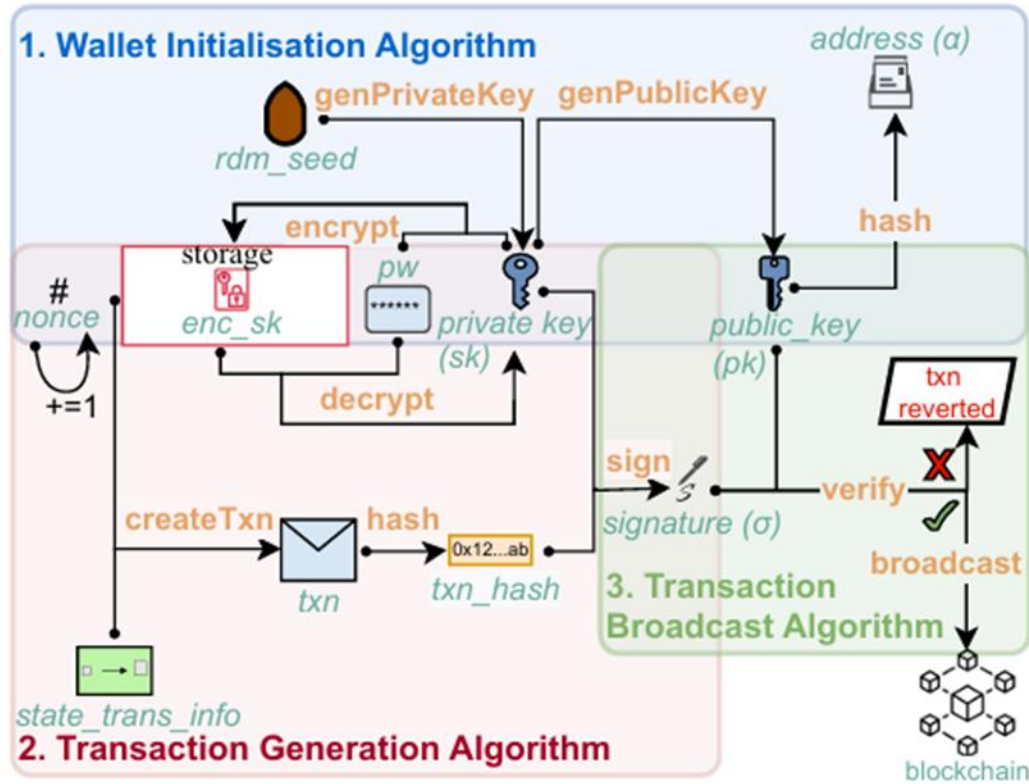 1. Wallet Initialisation Algorithm
address (α)
genPrivateKey
genPublicKey
rdm_seed
encrypt
hash
storage
pw
#
nonce
******
enc_sk
private key
(sk)
public_key
(pk)
+=1
decrypt
txn
reverted
sign
verify
signature (σ)
createTxn
hash
0x12...ab
txn
txn_hash
broadcast
3. Transaction
Broadcast Algorithm
state_trans_info
2. Transaction Generation Algorithm
blockchain